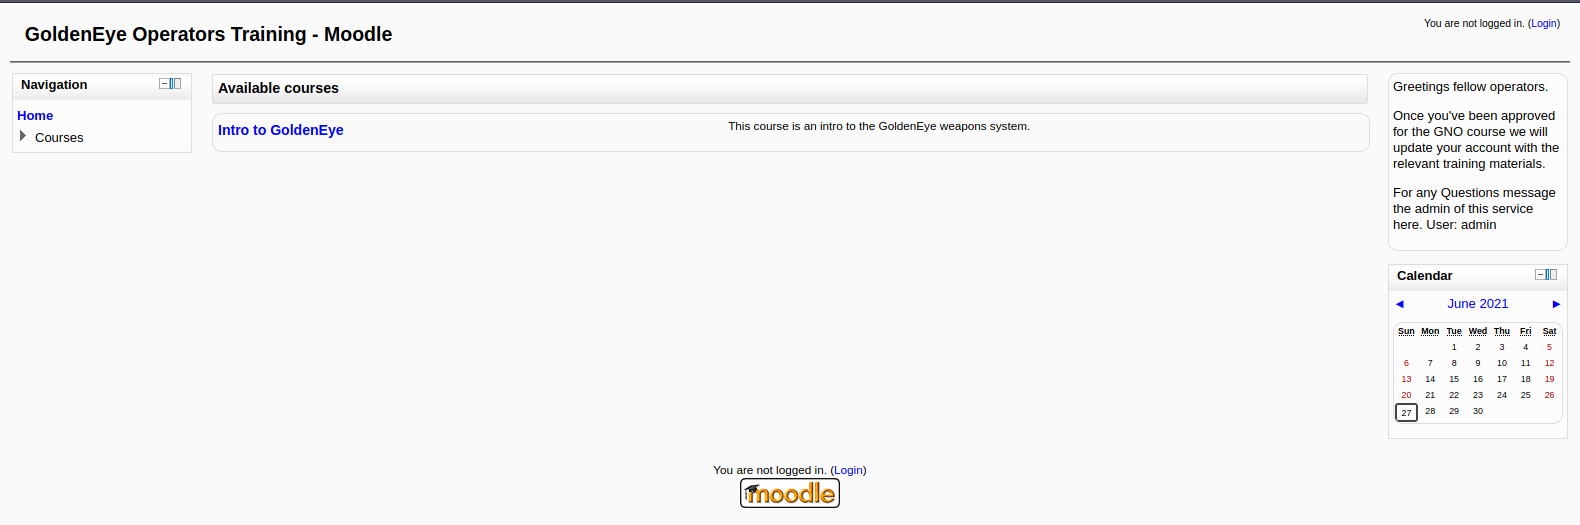 GoldenEye Operators Training - Moodle
You are not logged in. (Login)
Navigation
Home
Courses
Available courses
Intro to GoldenEye
This course is an intro to the GoldenEye weapons system.
Greetings fellow operators.
Once you've been approved
for the GNO course we will
update your account with the
relevant training materials.
For any Questions message
the admin of this service
here. User: admin
Calendar
◄ June 2021 ►
Sun Mon Tue Wed Thu Fri Sat
1 2 3 4 5
6 7 8 9 10 11 12
13 14 15 16 17 18 19
20 21 22 23 24 25 26
27 28 29 30
You are not logged in. (Login)
moodle